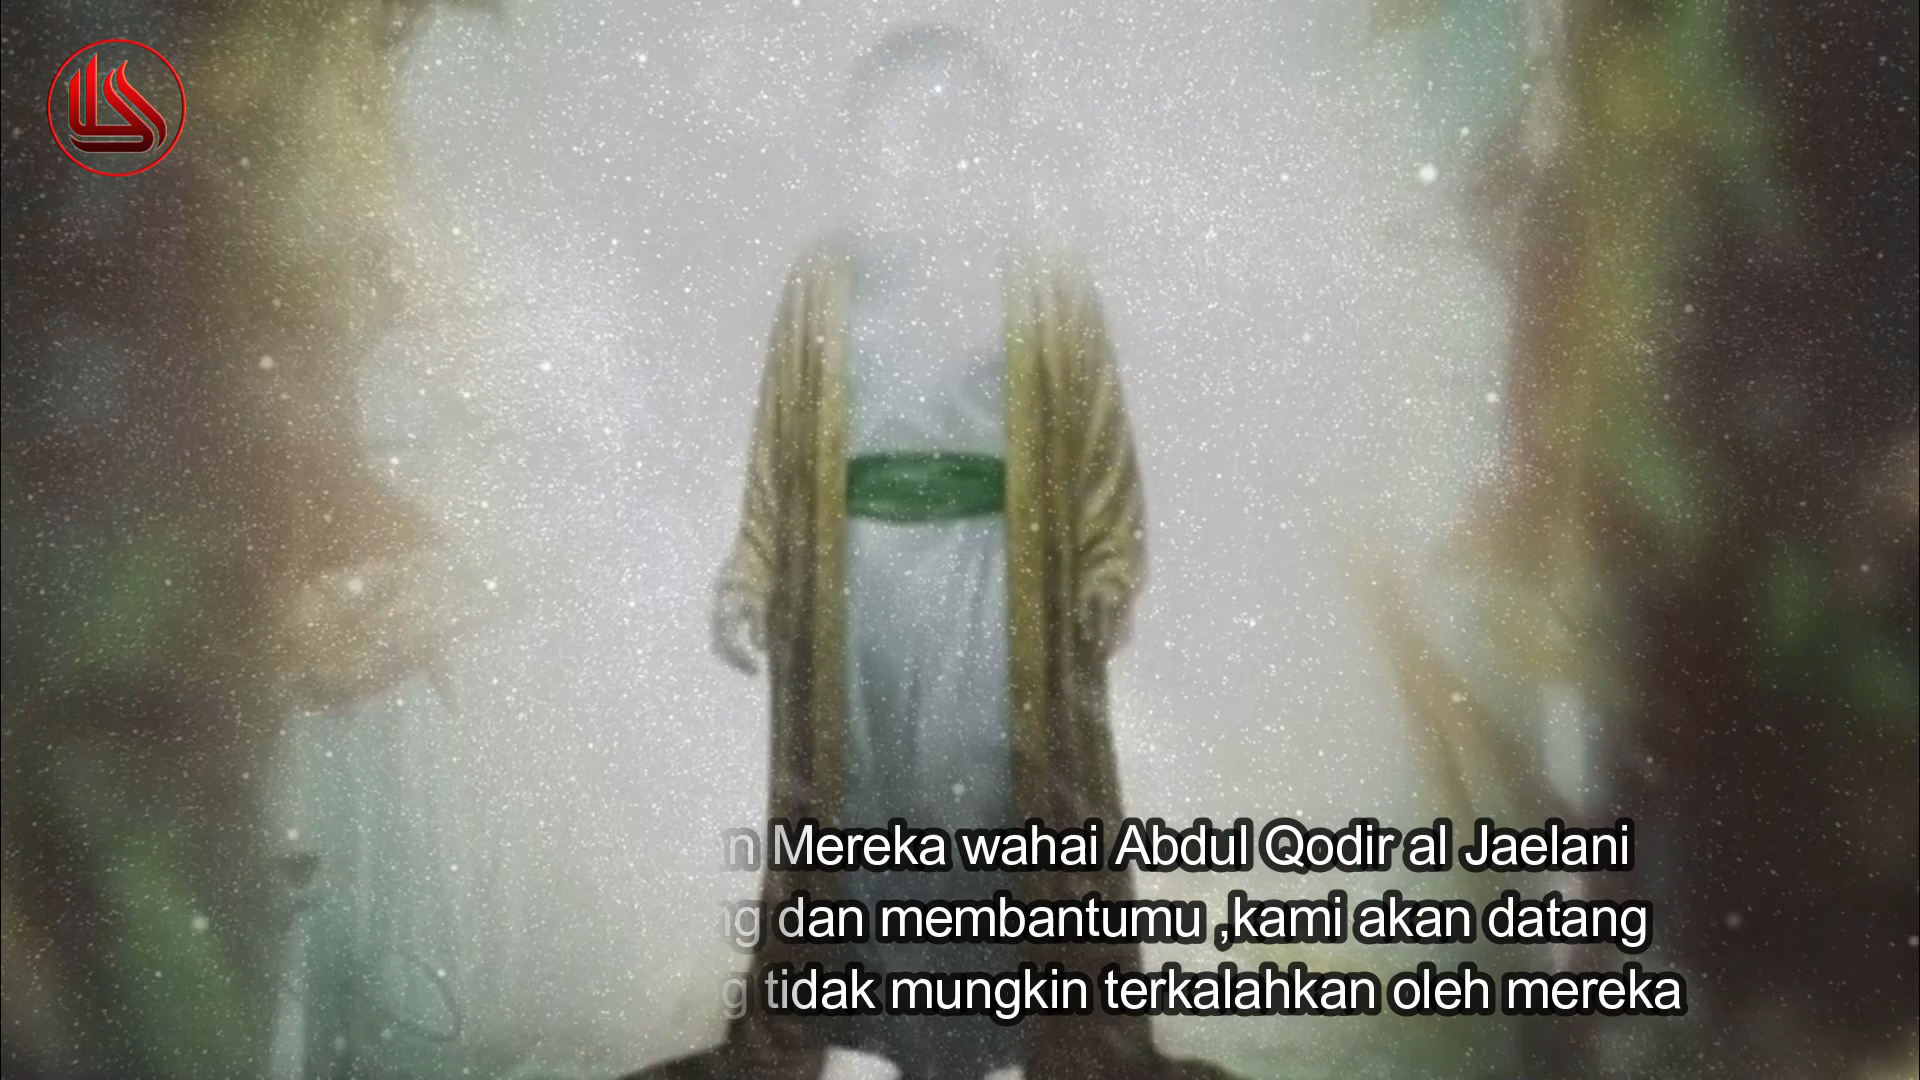 Mereka wahai Abdul Qodir al Jaelani
dan membantumu ,kami akan datang
tidak mungkin terkalahkan oleh mereka